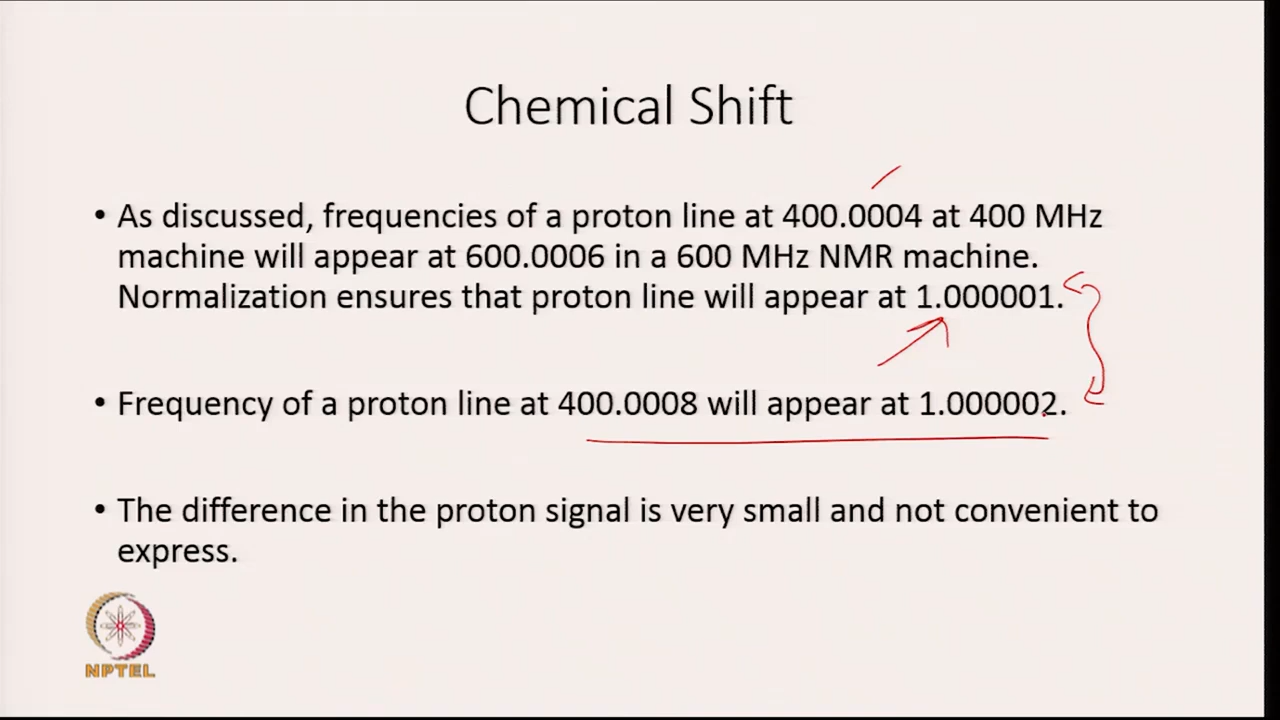 Chemical Shift
• As discussed, frequencies of a proton line at 400.0004 at 400 MHz
machine will appear at 600.0006 in a 600 MHz NMR machine.
Normalization ensures that proton line will appear at 1.000001.
• Frequency of a proton line at 400.0008 will appear at 1.000002.
• The difference in the proton signal is very small and not convenient to
express.
NPTEL